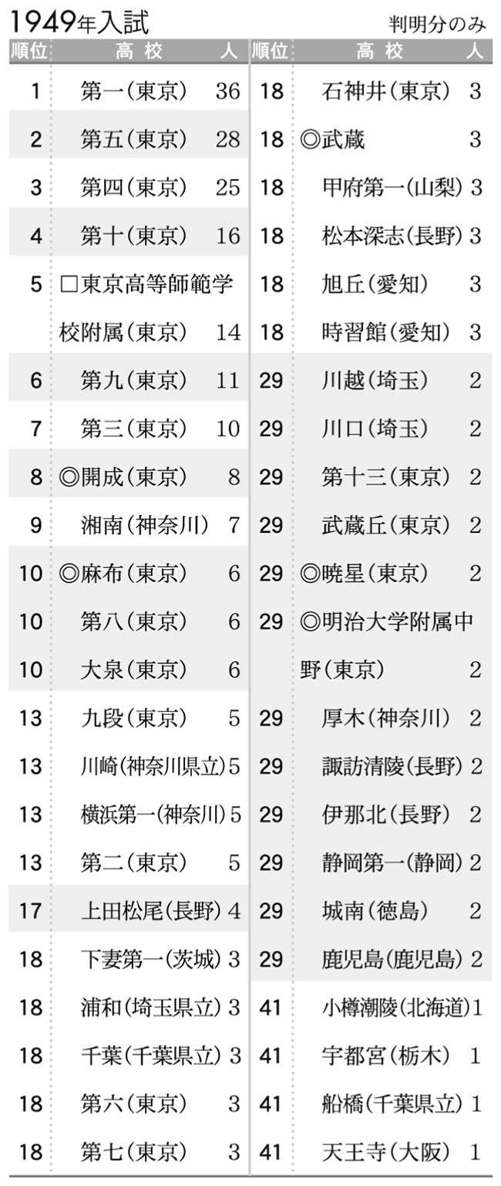 1949年入試 判明分のみ
順位 高校 人
1 第一(東京) 36
2 第五(東京) 28
3 第四(東京) 25
4 第十(東京) 16
5 □東京高等師範学
校附属(東京) 14
6 第九(東京) 11
7 第三(東京) 10
8 ◎開成(東京) 8
9 湘南(神奈川) 7
10 ◎麻布(東京) 6
10 第八(東京) 6
10 大泉(東京) 6
13 九段(東京) 5
13 川崎(神奈川県立) 5
13 横浜第一(神奈川) 5
13 第二(東京) 5
17 上田松尾(長野) 4
18 下妻第一(茨城) 3
18 浦和(埼玉県立) 3
18 千葉(千葉県立) 3
18 第六(東京) 3
18 第七(東京) 3
順位 高校 人
18 石神井(東京) 3
18 ◎武蔵 3
18 甲府第一(山梨) 3
18 松本深志(長野) 3
18 旭丘(愛知) 3
18 時習館(愛知) 3
29 川越(埼玉) 2
29 川口(埼玉) 2
29 第十三(東京) 2
29 武蔵丘(東京) 2
29 ◎暁星(東京) 2
29 ◎明治大学附属中
野(東京) 2
29 厚木(神奈川) 2
29 諏訪清陵(長野) 2
29 伊那北(長野) 2
29 静岡第一(静岡) 2
29 城南(徳島) 2
29 鹿児島(鹿児島) 2
41 小樽潮陵(北海道) 1
41 宇都宮(栃木) 1
41 船橋(千葉県立) 1
41 天王寺(大阪) 1